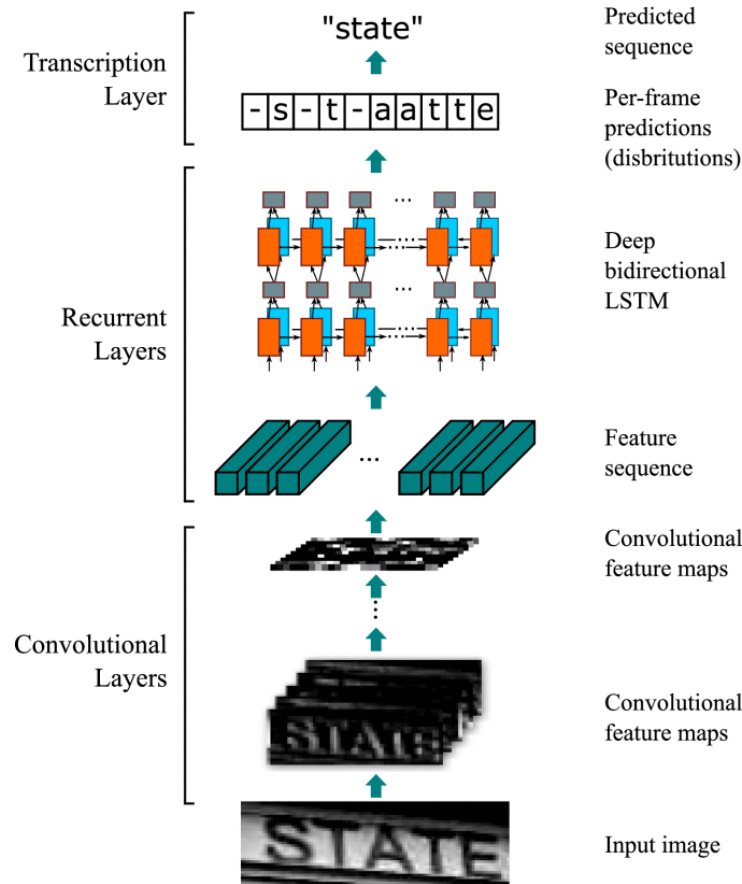 "state"
Predicted
sequence
Transcription
Layer
-s-t-aatte
Per-frame
predictions
(disbritutions)
...
Deep
bidirectional
LSTM
Recurrent
Layers
...
Feature
sequence
Convolutional
feature maps
Convolutional
Layers
STATE
Convolutional
feature maps
STATE
Input image